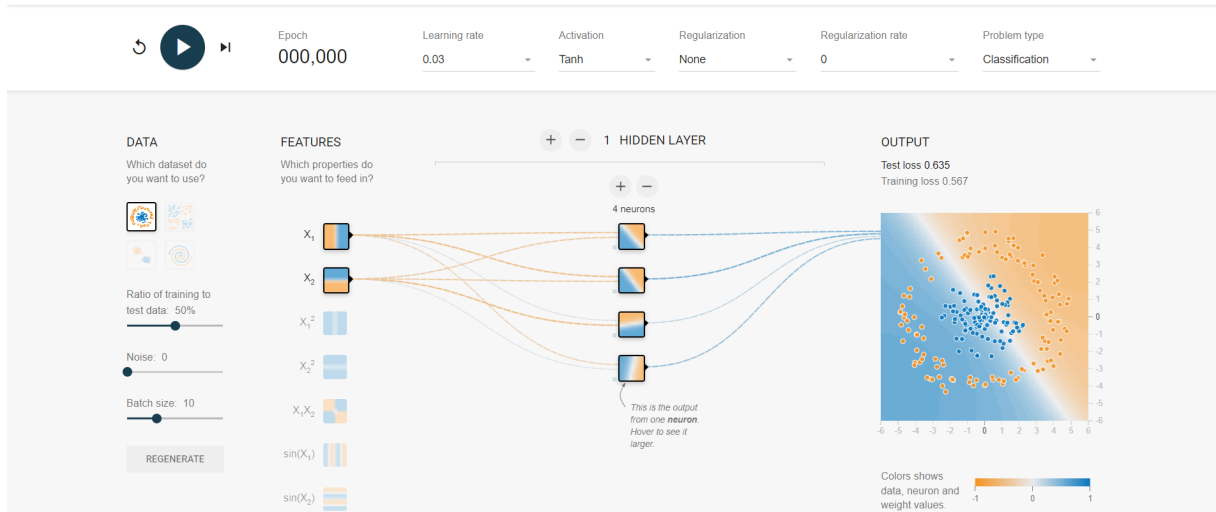 Epoch
000,000
Learning rate
0.03
Activation
Tanh
Regularization
None
Regularization rate
0
Problem type
Classification
DATA
Which dataset do
you want to use?
Ratio of training to
test data: 50%
Noise: 0
Batch size: 10
REGENERATE
FEATURES
Which properties do
you want to feed in?
X₁
X₂
X₁²
X₂²
X₁X₂
sin(X₁)
sin(X₂)
+ − 1 HIDDEN LAYER
+ −
4 neurons
This is the output
from one neuron.
Hover to see it
larger.
OUTPUT
Test loss 0.635
Training loss 0.567
6
5
4
3
2
1
0
-1
-2
-3
-4
-5
-6
-6 -5 -4 -3 -2 -1 0 1 2 3 4 5 6
Colors shows
data, neuron and
weight values.
-1 0 1